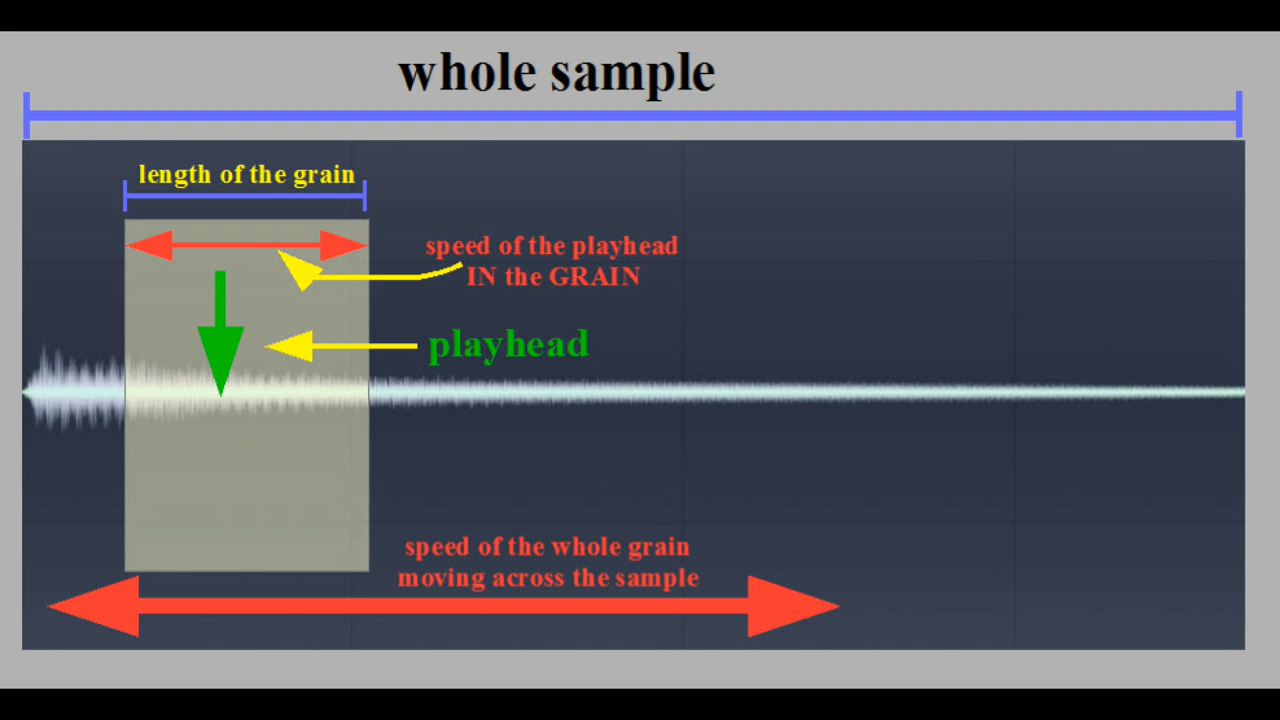 whole sample
length of the grain
speed of the playhead
IN the GRAIN
playhead
speed of the whole grain
moving across the sample